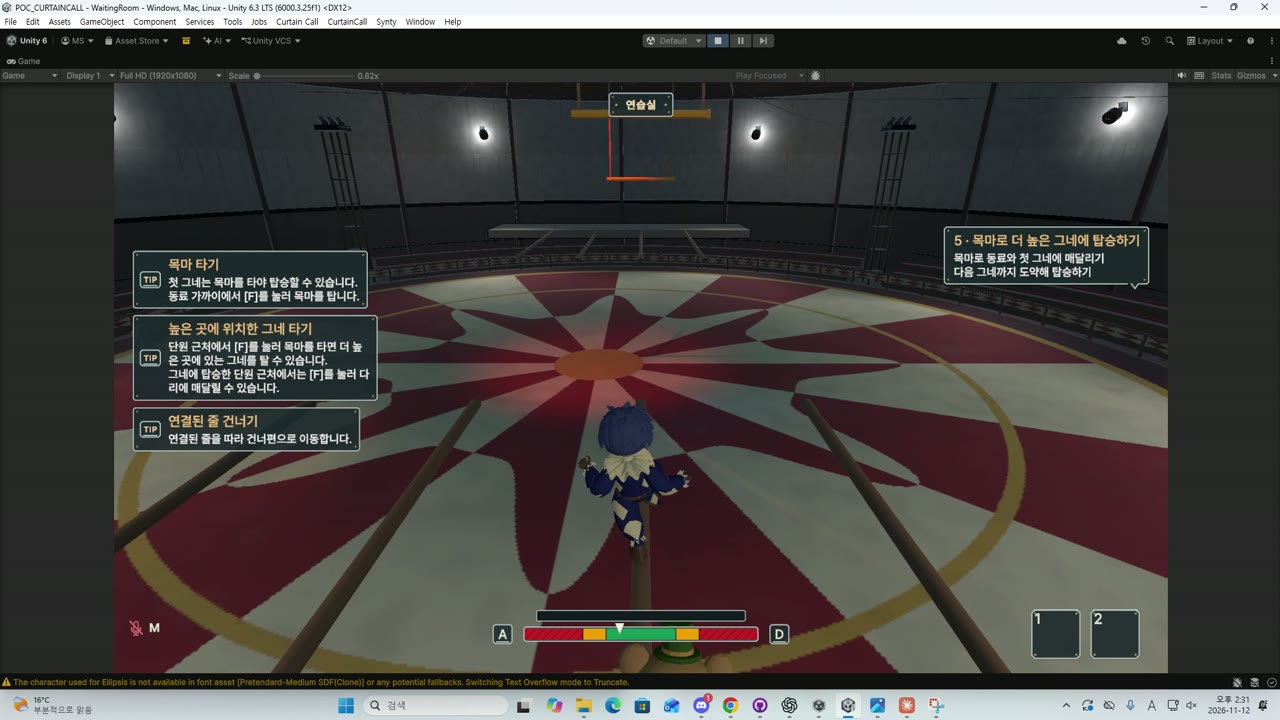 POC_CURTAINCALL - WaitingRoom - Windows, Mac, Linux - Unity 6.3 LTS (6000.3.25f1) <DX12>
File Edit Assets GameObject Component Services Tools Jobs Curtain Call CurtainCall Synty Window Help
Unity 6 MS Asset Store AI Unity VCS Default Layout
Game
Game Display 1 Full HD (1920x1080) Scale 0.82x Play Focused Stats Gizmos
연습실
5 · 목마로 더 높은 그네에 탑승하기
목마로 동료와 첫 그네에 매달리기
다음 그네까지 도약해 탑승하기
목마 타기
TIP
첫 그네는 목마를 타야 탑승할 수 있습니다.
동료 가까이에서 [F]를 눌러 목마를 탑니다.
높은 곳에 위치한 그네 타기
TIP
단원 근처에서 [F]를 눌러 목마를 타면 더 높
은 곳에 있는 그네를 탈 수 있습니다.
그네에 탑승한 단원 근처에서는 [F]를 눌러 다
리에 매달릴 수 있습니다.
연결된 줄 건너기
TIP
연결된 줄을 따라 건너편으로 이동합니다.
M
A D
1 2
The character used for Ellipsis is not available in font asset [Pretendard-Medium SDF(Clone)] or any potential fallbacks. Switching Text Overflow mode to Truncate.
16°C
부분적으로 맑음
검색
1
A
오후 2:31
2026-11-12